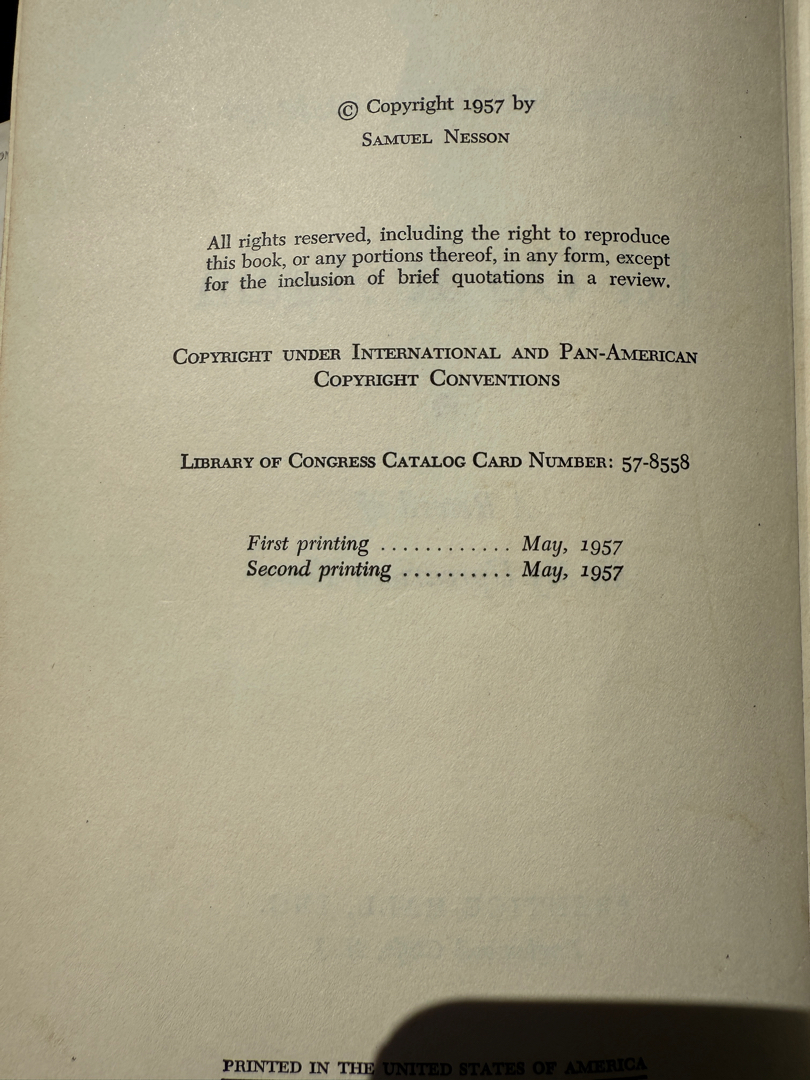 © Copyright 1957 by
Samuel Nesson
All rights reserved, including the right to reproduce
this book, or any portions thereof, in any form, except
for the inclusion of brief quotations in a review.
Copyright under International and Pan-American
Copyright Conventions
Library of Congress Catalog Card Number: 57-8558
First printing ............ May, 1957
Second printing .......... May, 1957
PRINTED IN THE UNITED STATES OF AMERICA